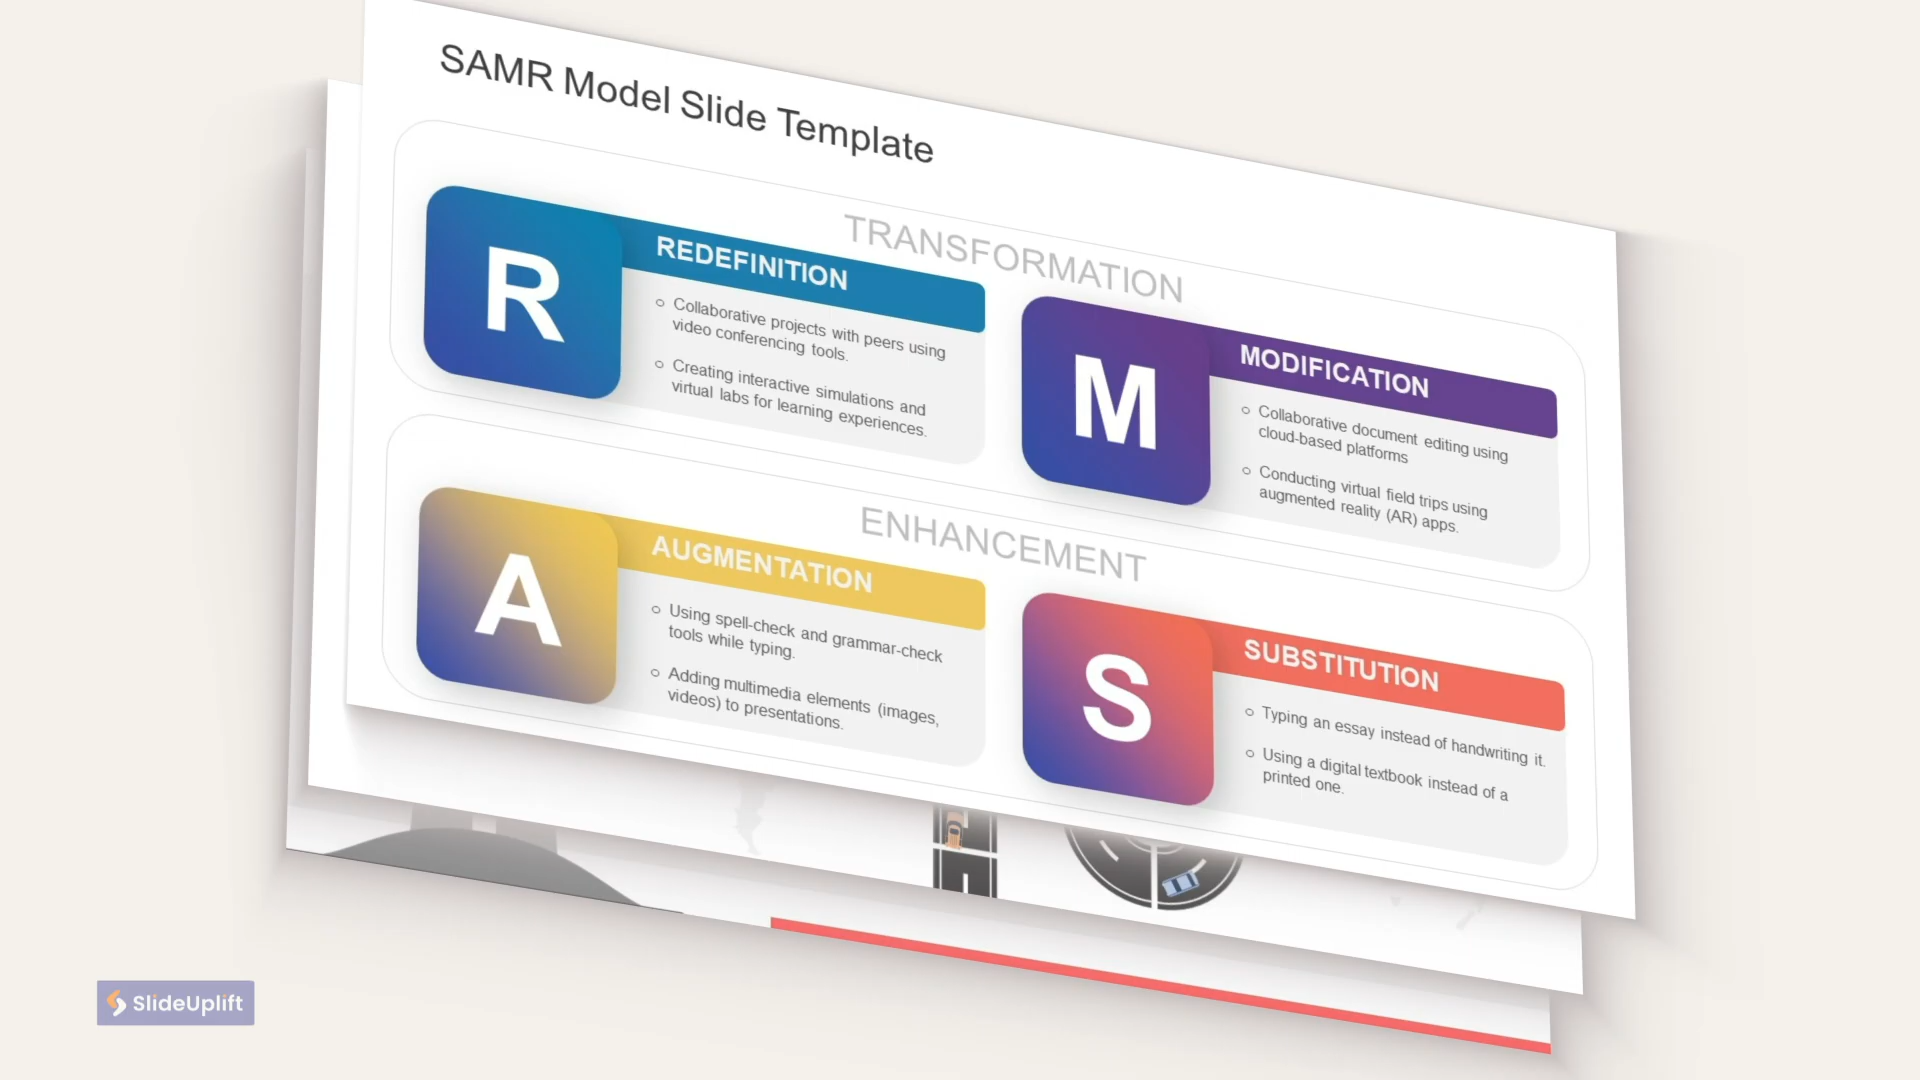 SAMR Model Slide Template
TRANSFORMATION
R
REDEFINITION
○ Collaborative projects with peers using
video conferencing tools.
○ Creating interactive simulations and
virtual labs for learning experiences.
M
MODIFICATION
○ Collaborative document editing using
cloud-based platforms
○ Conducting virtual field trips using
augmented reality (AR) apps.
ENHANCEMENT
A
AUGMENTATION
○ Using spell-check and grammar-check
tools while typing.
○ Adding multimedia elements (images,
videos) to presentations.
S
SUBSTITUTION
○ Typing an essay instead of handwriting it.
○ Using a digital textbook instead of a
printed one.
SlideUplift